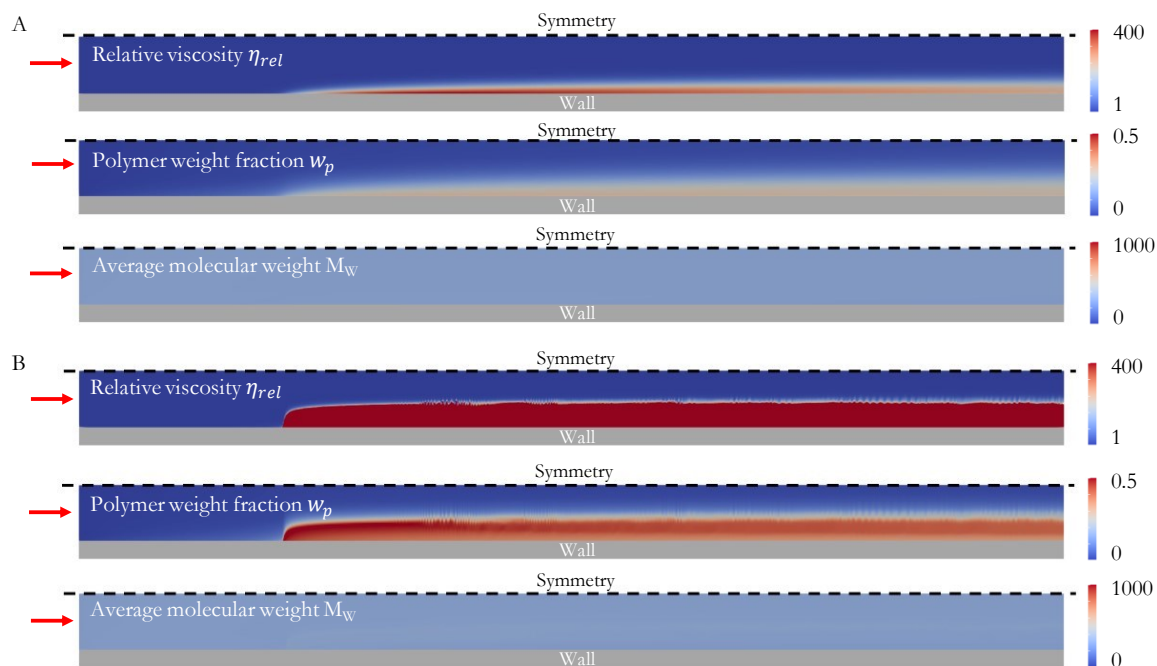 A
Symmetry
Relative viscosity η_rel
400
1
Wall
Symmetry
Polymer weight fraction w_p
0.5
0
Wall
Symmetry
Average molecular weight M_W
1000
0
Wall
B
Symmetry
Relative viscosity η_rel
400
1
Wall
Symmetry
Polymer weight fraction w_p
0.5
0
Wall
Symmetry
Average molecular weight M_W
1000
0
Wall